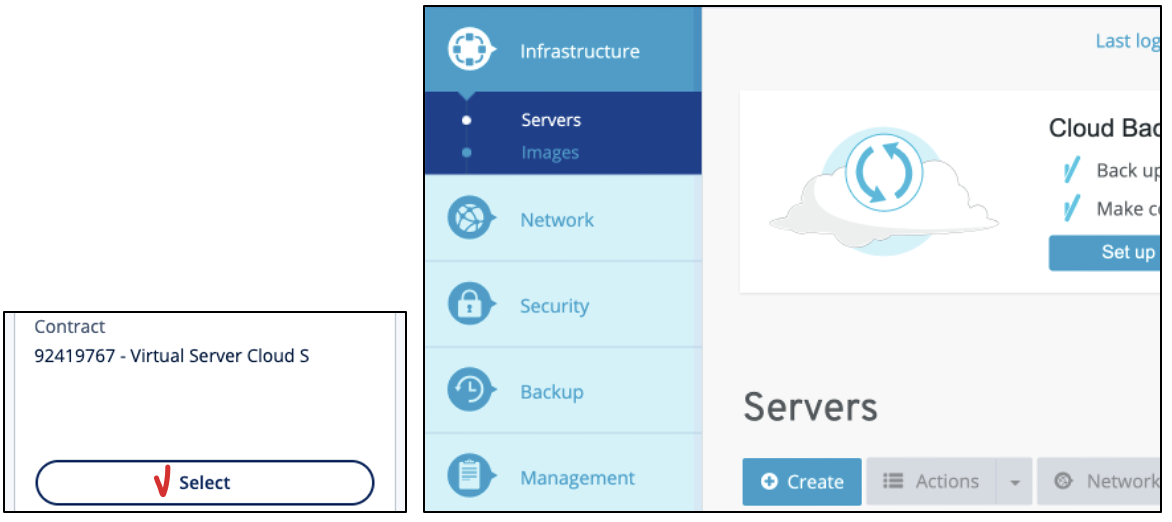 Contract
92419767 - Virtual Server Cloud S
Select
Infrastructure
Servers
Images
Network
Security
Backup
Management
Last log
Cloud Bac
Back up
Make co
Set up
Servers
Create
Actions
Network